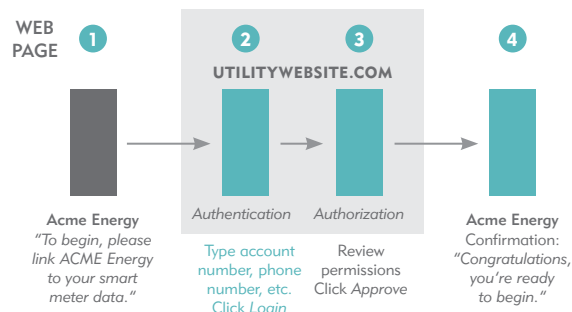 WEB
PAGE
1
2
3
4
UTILITYWEBSITE.COM
Acme Energy
"To begin, please
link ACME Energy
to your smart
meter data."
Authentication
Type account
number, phone
number, etc.
Click Login
Authorization
Review
permissions
Click Approve
Acme Energy
Confirmation:
"Congratulations,
you're ready
to begin."